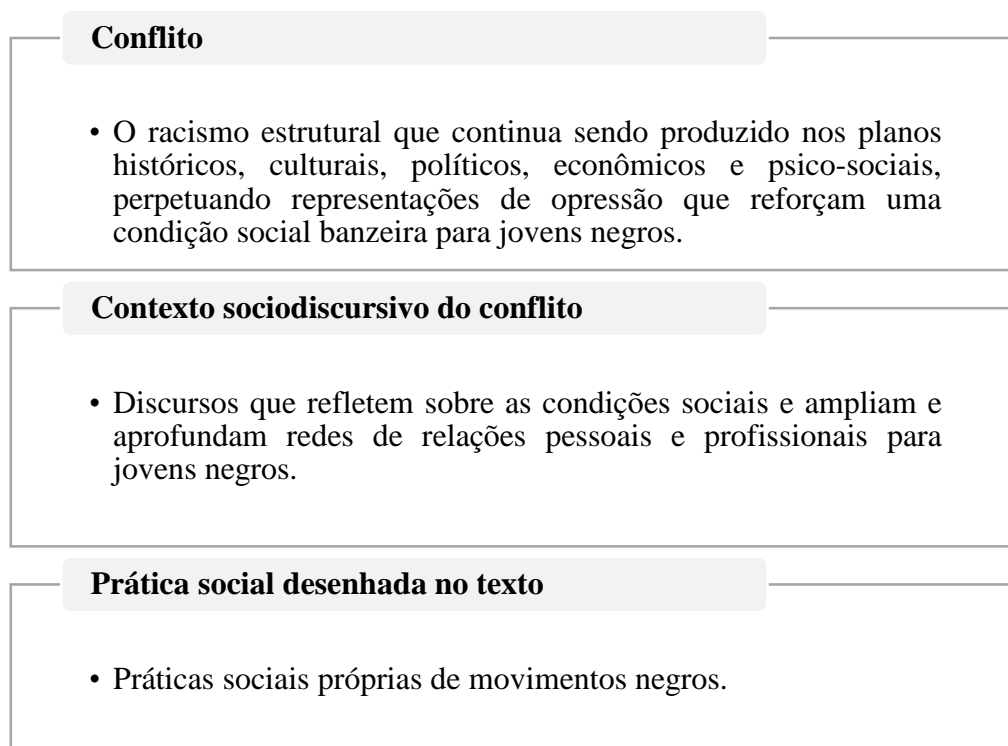 Conflito
• O racismo estrutural que continua sendo produzido nos planos
históricos, culturais, políticos, econômicos e psico-sociais,
perpetuando representações de opressão que reforçam uma
condição social banzeira para jovens negros.
Contexto sociodiscursivo do conflito
• Discursos que refletem sobre as condições sociais e ampliam e
aprofundam redes de relações pessoais e profissionais para
jovens negros.
Prática social desenhada no texto
• Práticas sociais próprias de movimentos negros.